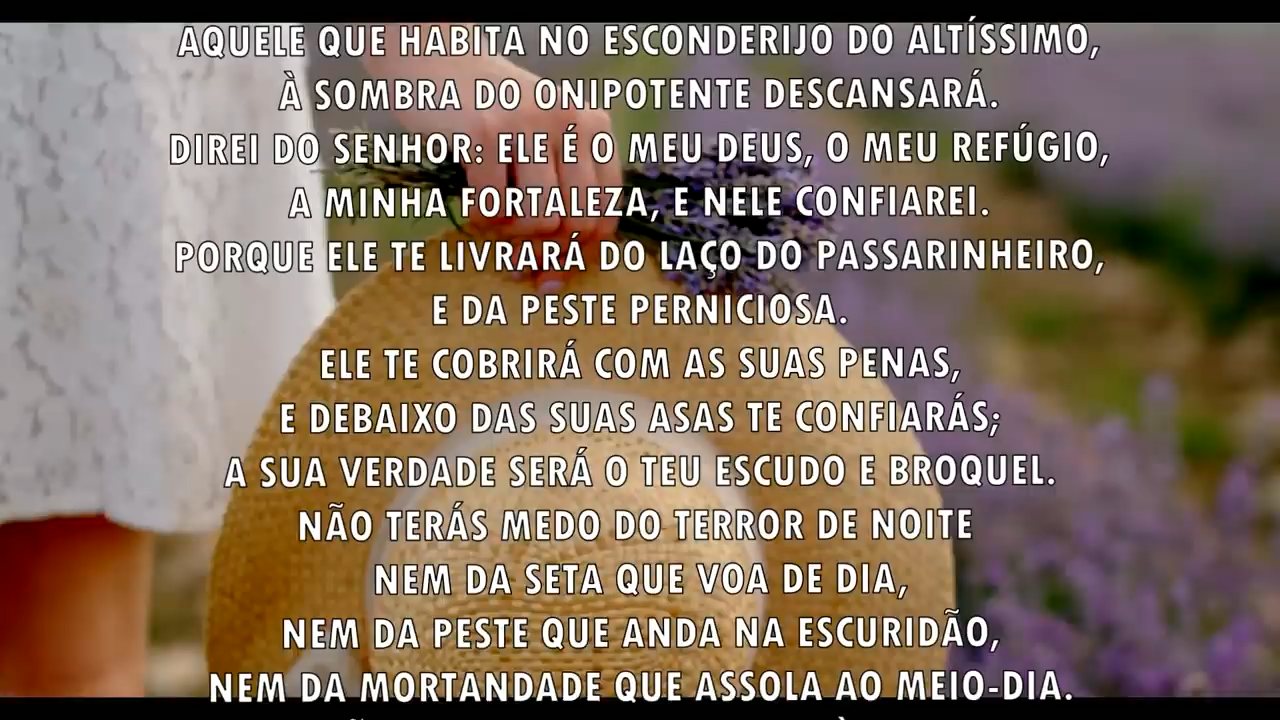 AQUELE QUE HABITA NO ESCONDERIJO DO ALTÍSSIMO,
À SOMBRA DO ONIPOTENTE DESCANSARÁ.
DIREI DO SENHOR: ELE É O MEU DEUS, O MEU REFÚGIO,
A MINHA FORTALEZA, E NELE CONFIAREI.
PORQUE ELE TE LIVRARÁ DO LAÇO DO PASSARINHEIRO,
E DA PESTE PERNICIOSA.
ELE TE COBRIRÁ COM AS SUAS PENAS,
E DEBAIXO DAS SUAS ASAS TE CONFIARÁS;
A SUA VERDADE SERÁ O TEU ESCUDO E BROQUEL.
NÃO TERÁS MEDO DO TERROR DE NOITE
NEM DA SETA QUE VOA DE DIA,
NEM DA PESTE QUE ANDA NA ESCURIDÃO,
NEM DA MORTANDADE QUE ASSOLA AO MEIO-DIA.